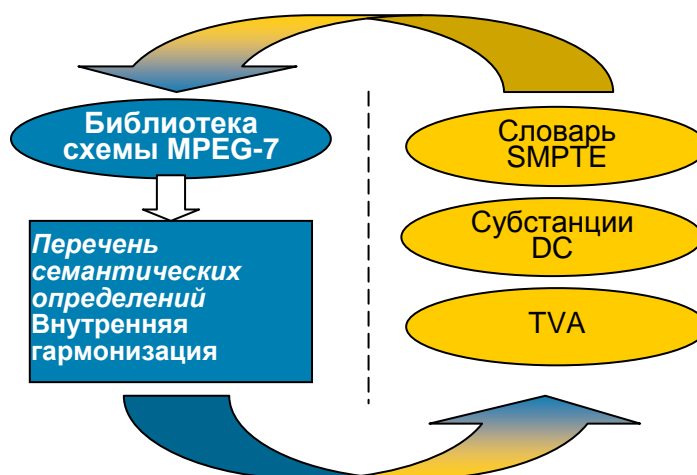 Библиотека
схемы MPEG-7
Перечень
семантических
определений
Внутренняя
гармонизация
Словарь
SMPTE
Субстанции
DC
TVA